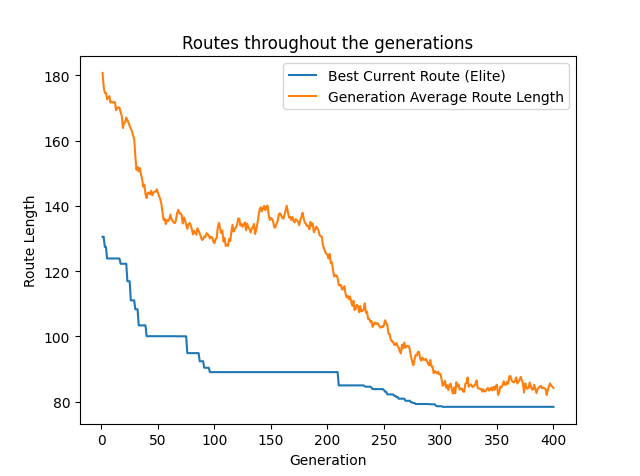 Routes throughout the generations
Best Current Route (Elite)
Generation Average Route Length
Route Length
180
160
140
120
100
80
0 50 100 150 200 250 300 350 400
Generation